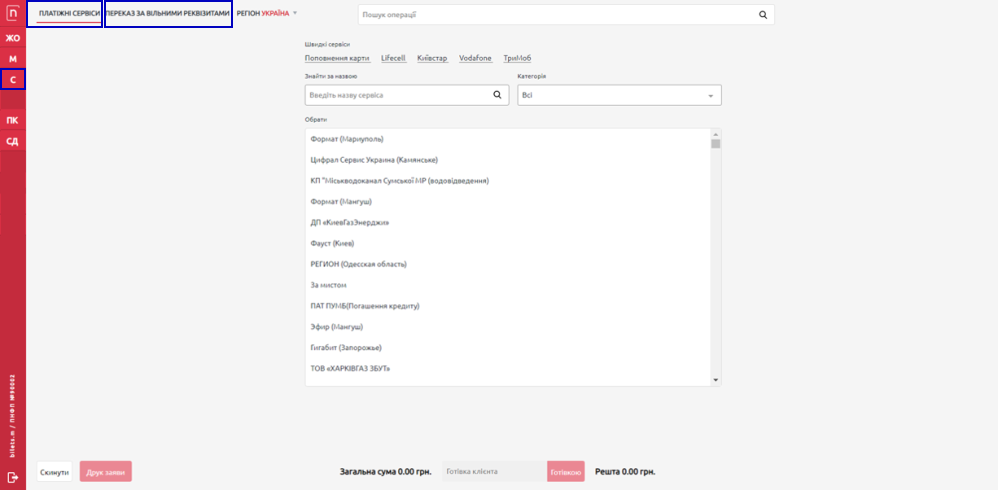 п
ПЛАТІЖНІ СЕРВІСИ
ПЕРЕКАЗ ЗА ВІЛЬНИМИ РЕКВІЗИТАМИ
РЕГІОН УКРАЇНА
Пошук операції
ЖО
М
С
ПК
СД
Швидкі сервіси
Поповнення карти Lifecell Київстар Vodafone ТриМоб
Знайти за назвою
Категорія
Введіть назву сервіса
Всі
Обрати
Формат (Мариуполь)
Цифрал Сервис Украина (Камянське)
КП "Міськводоканал Сумської МР (водовідведення)
Формат (Мангуш)
ДП «КиевГазЭнерджи»
Фауст (Киев)
РЕГИОН (Одесская область)
За мистом
ПАТ ПУМБ(Погашення кредиту)
Эфир (Мангуш)
Гигабит (Запорожье)
ТОВ «ХАРКІВГАЗ ЗБУТ»
bilets.m / ПНФП №90002
Скинути
Друк заяви
Загальна сума 0.00 грн.
Готівка клієнта
Готівкою
Решта 0.00 грн.